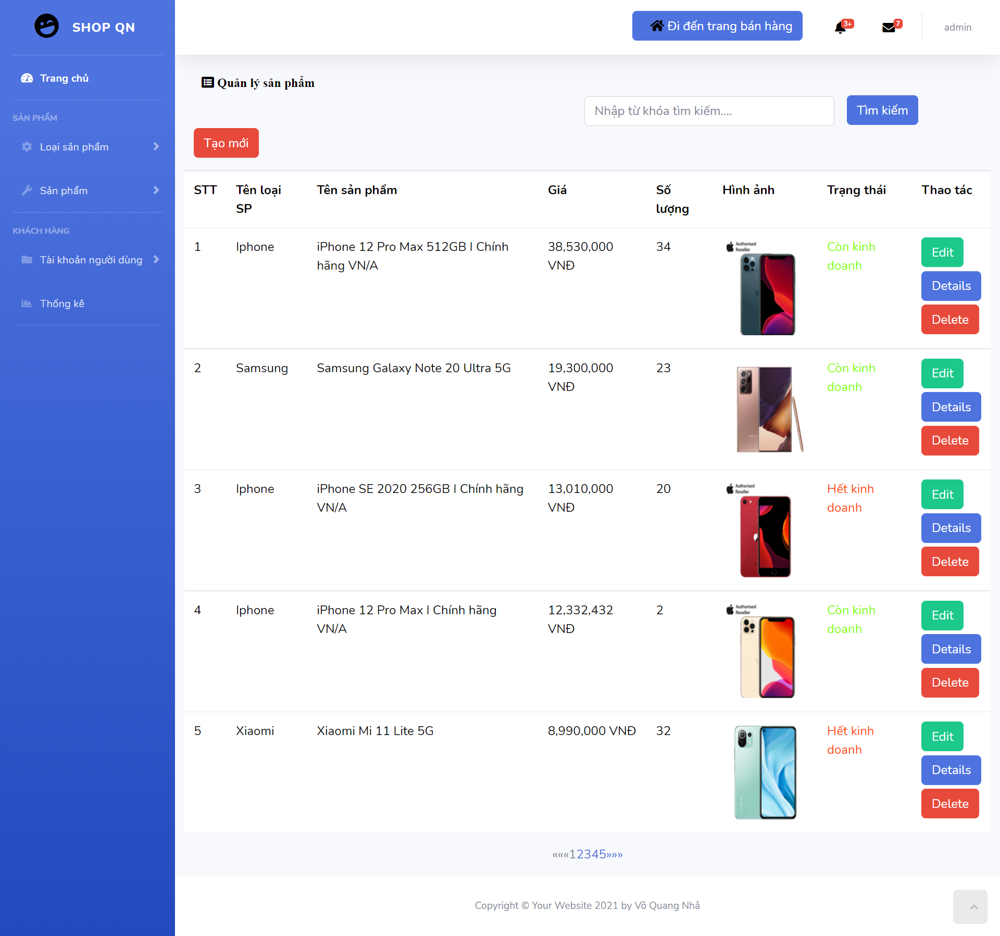 SHOP QN
Đi đến trang bán hàng
3+
7
admin
Trang chủ
SẢN PHẨM
Loại sản phẩm
Sản phẩm
KHÁCH HÀNG
Tài khoản người dùng
Thống kê
Quản lý sản phẩm
Nhập từ khóa tìm kiếm....
Tìm kiếm
Tạo mới
STT Tên loại SP Tên sản phẩm Giá Số lượng Hình ảnh Trạng thái Thao tác
1 Iphone iPhone 12 Pro Max 512GB I Chính hãng VN/A 38,530,000 VNĐ 34 Authorised Reseller Còn kinh doanh Edit
Details
Delete
2 Samsung Samsung Galaxy Note 20 Ultra 5G 19,300,000 VNĐ 23 Còn kinh doanh Edit
Details
Delete
3 Iphone iPhone SE 2020 256GB I Chính hãng VN/A 13,010,000 VNĐ 20 Authorised Reseller Hết kinh doanh Edit
Details
Delete
4 Iphone iPhone 12 Pro Max I Chính hãng VN/A 12,332,432 VNĐ 2 Authorised Reseller Còn kinh doanh Edit
Details
Delete
5 Xiaomi Xiaomi Mi 11 Lite 5G 8,990,000 VNĐ 32 Hết kinh doanh Edit
Details
Delete
«««12345»»»
Copyright © Your Website 2021 by Võ Quang Nhả